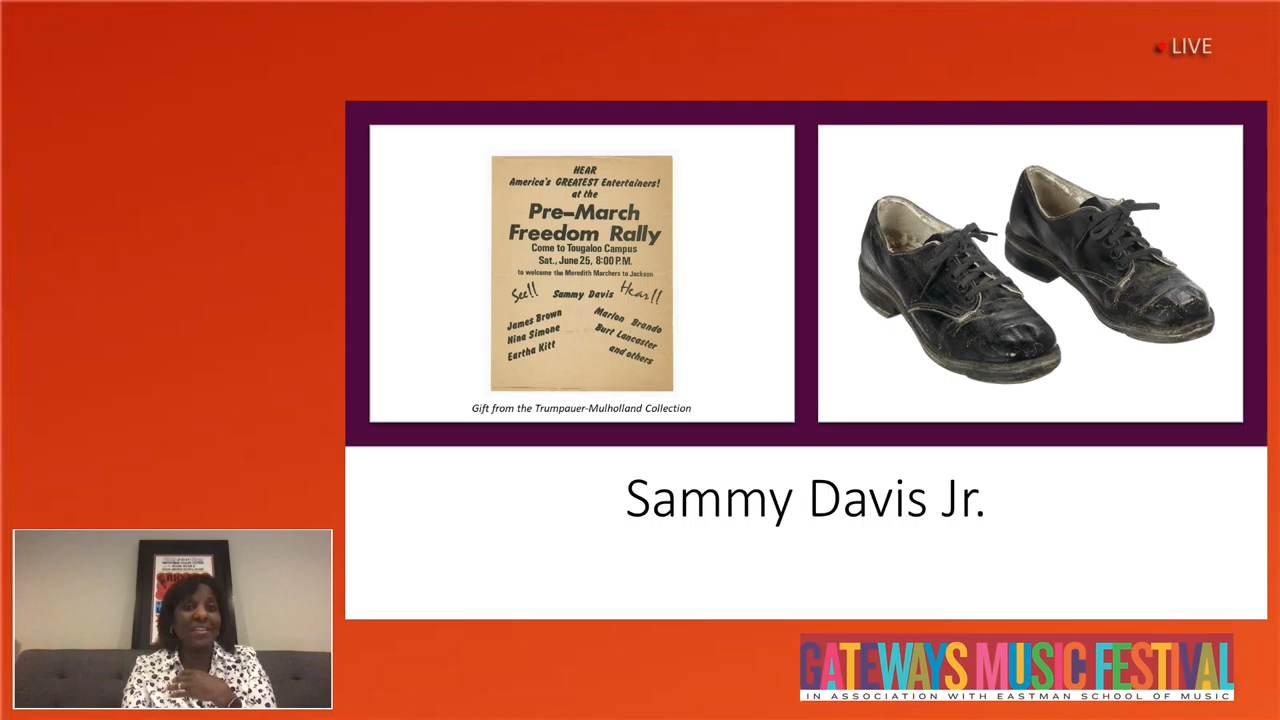 LIVE
HEAR
America's GREATEST Entertainers!
at the
Pre-March
Freedom Rally
Come to Tougaloo Campus
Sat., June 25, 8:00 P.M.
to welcome the Meredith Marchers to Jackson
See!! Sammy Davis Hear!!
James Brown
Nina Simone
Eartha Kitt
Marlon Brando
Burt Lancaster
and others
Gift from the Trumpauer-Mulholland Collection
Sammy Davis Jr.
GATEWAYS MUSIC FESTIVAL
IN ASSOCIATION WITH EASTMAN SCHOOL OF MUSIC